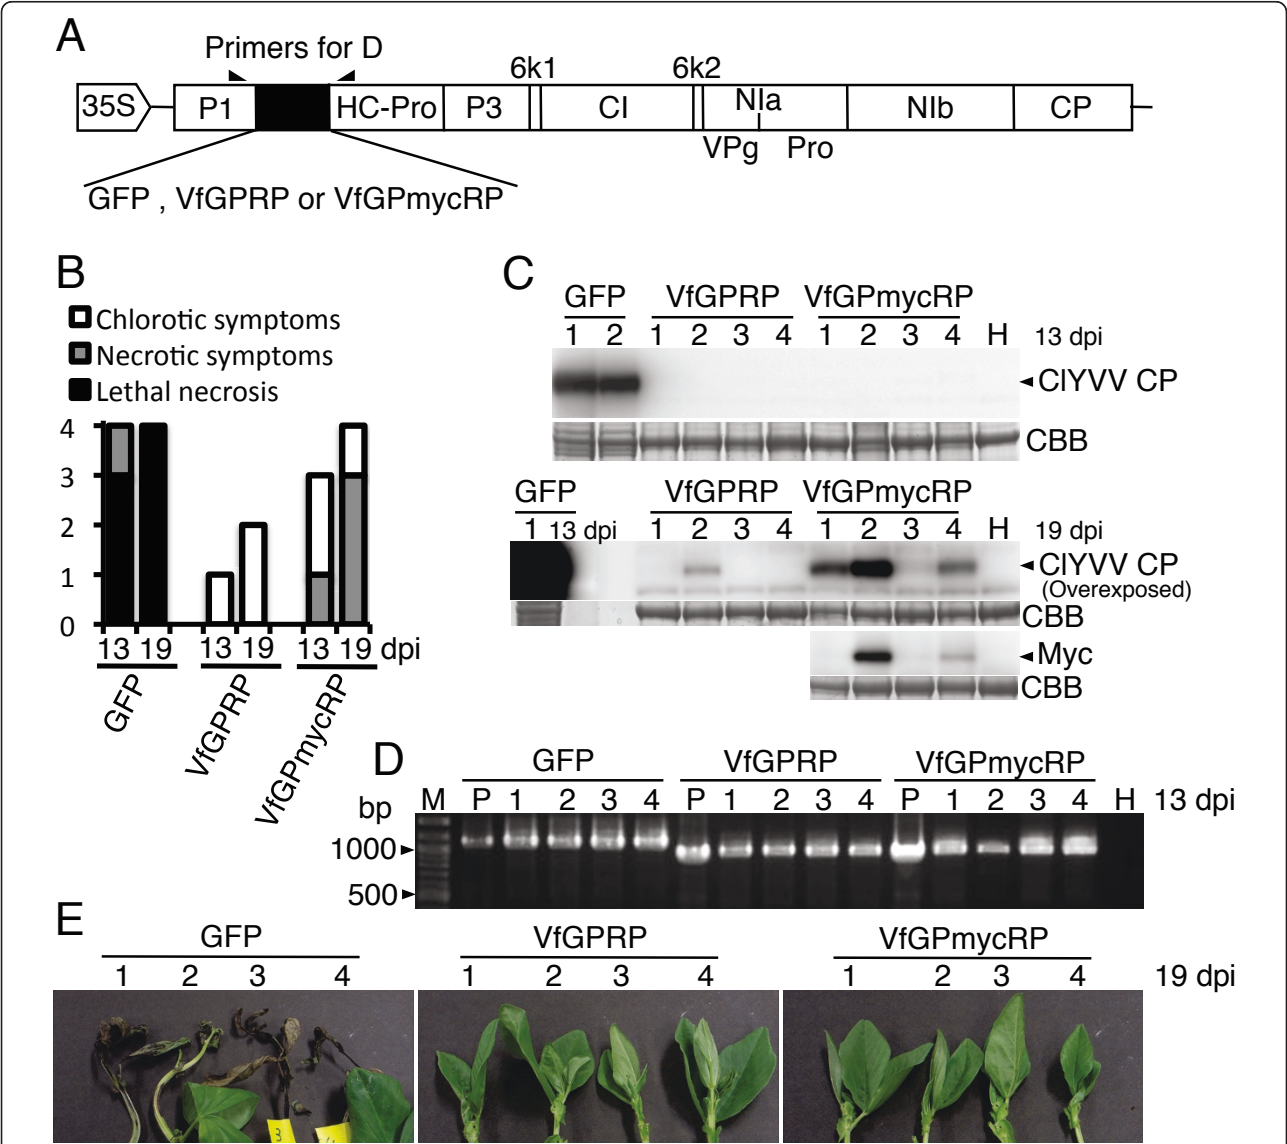 A
Primers for D
6k1 6k2
35S P1 HC-Pro P3 CI NIa NIb CP
VPg Pro
GFP , VfGPRP or VfGPmycRP
B
Chlorotic symptoms
Necrotic symptoms
Lethal necrosis
4
3
2
1
0
13 19 13 19 13 19 dpi
GFP
VfGPRP
VfGPmycRP
C
GFP VfGPRP VfGPmycRP
1 2 1 2 3 4 1 2 3 4 H 13 dpi
ClYVV CP
CBB
GFP VfGPRP VfGPmycRP
1 13 dpi 1 2 3 4 1 2 3 4 H 19 dpi
ClYVV CP
(Overexposed)
CBB
Myc
CBB
D
GFP VfGPRP VfGPmycRP
bp M P 1 2 3 4 P 1 2 3 4 P 1 2 3 4 H 13 dpi
1000
500
E
GFP VfGPRP VfGPmycRP
1 2 3 4 1 2 3 4 1 2 3 4 19 dpi
3